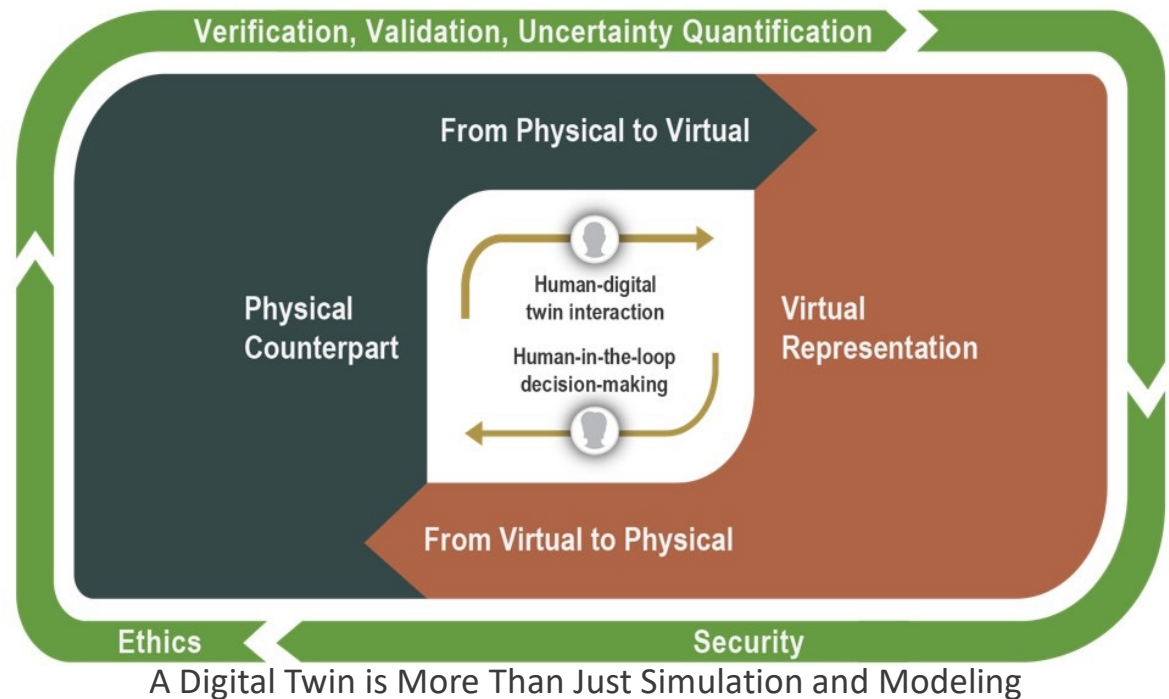 Verification, Validation, Uncertainty Quantification
From Physical to Virtual
Human-digital
twin interaction
Physical
Counterpart
Virtual
Representation
Human-in-the-loop
decision-making
From Virtual to Physical
Ethics
Security
A Digital Twin is More Than Just Simulation and Modeling